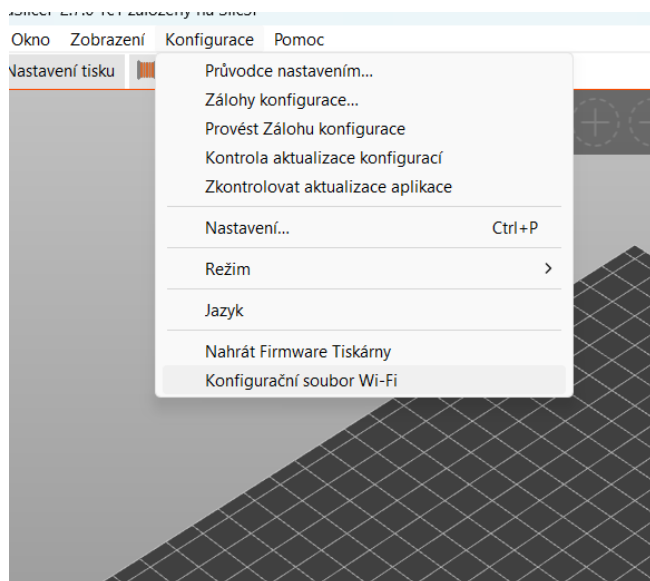 Okno Zobrazení Konfigurace Pomoc
Nastavení tisku
Průvodce nastavením...
Zálohy konfigurace...
Provést Zálohu konfigurace
Kontrola aktualizace konfigurací
Zkontrolovat aktualizace aplikace
Nastavení... Ctrl+P
Režim
Jazyk
Nahrát Firmware Tiskárny
Konfigurační soubor Wi-Fi